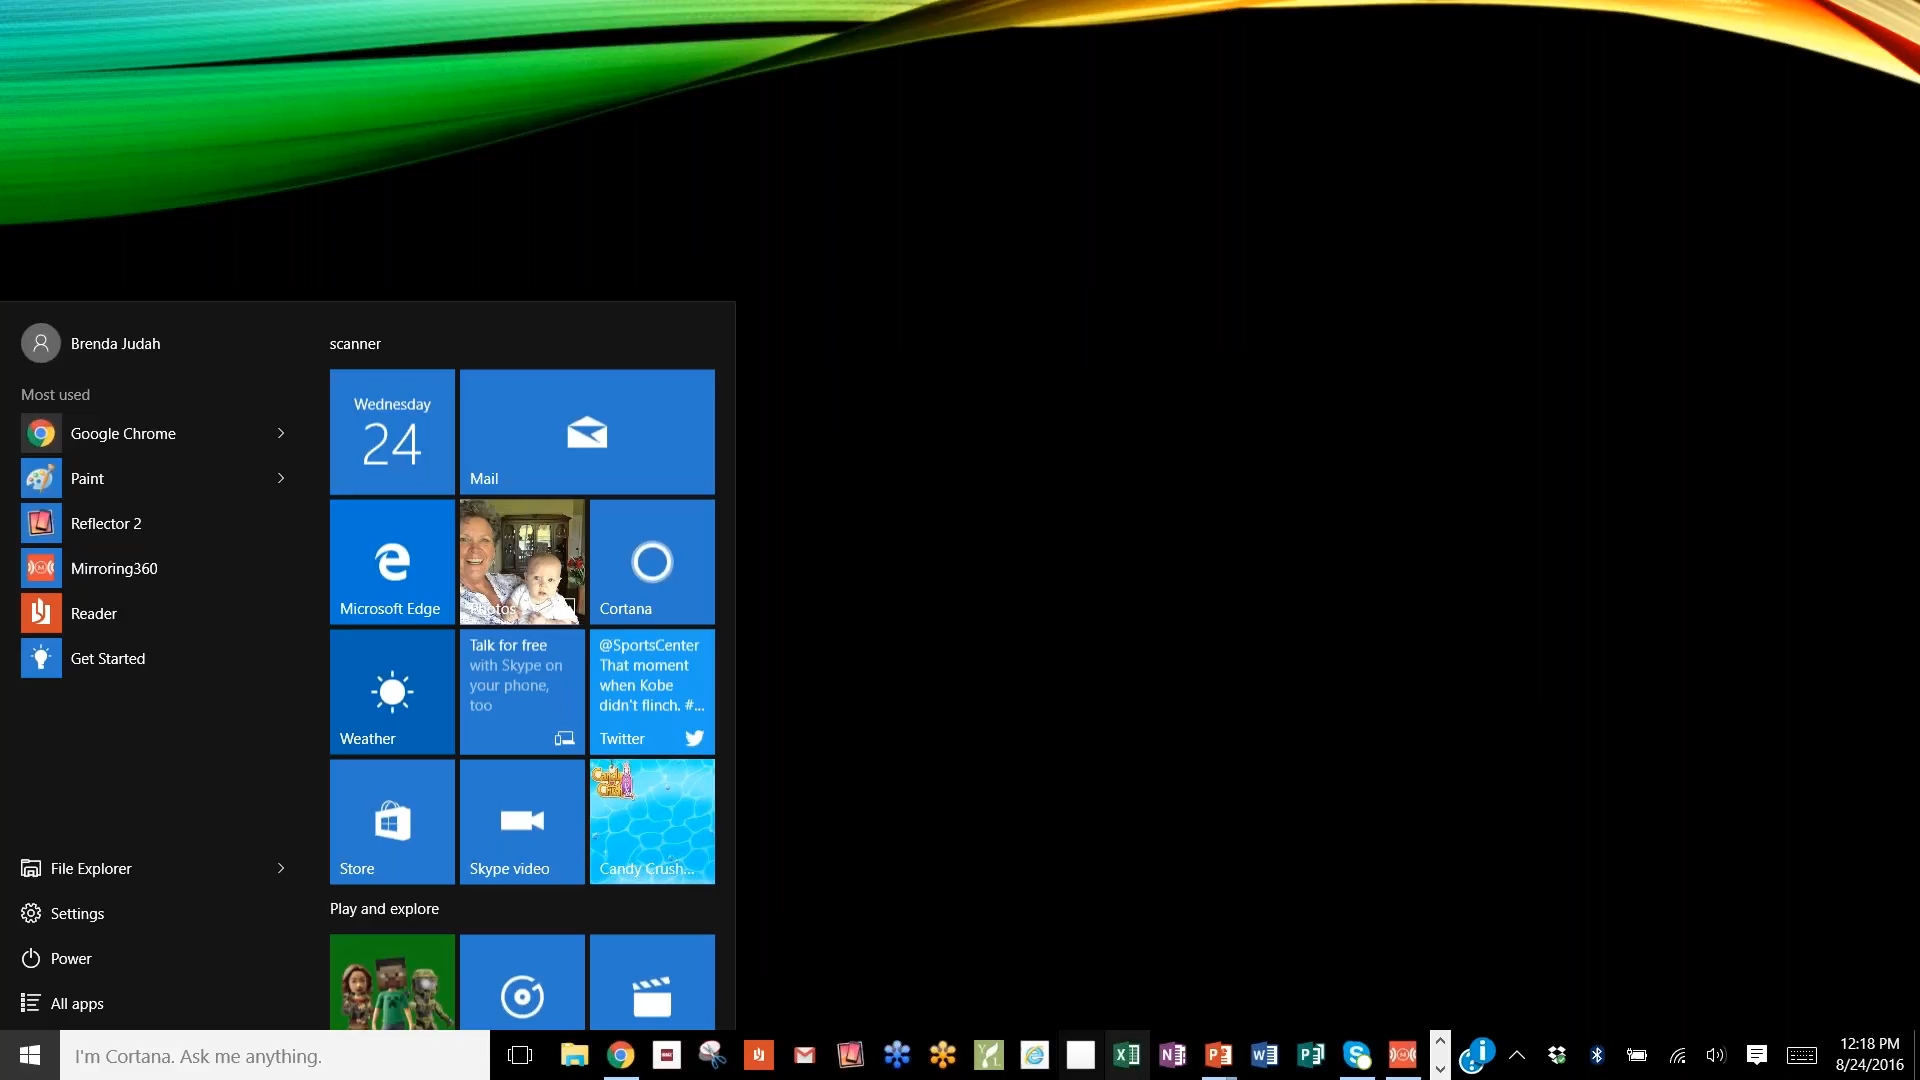 Brenda Judah
Most used
Google Chrome
Paint
Reflector 2
Mirroring360
Reader
Get Started
File Explorer
Settings
Power
All apps
scanner
Wednesday
24
Mail
Microsoft Edge
Photos
Cortana
Weather
Talk for free
with Skype on
your phone,
too
@SportsCenter
That moment
when Kobe
didn't flinch. #...
Twitter
Store
Skype video
Candy Crush
Candy Crush...
Play and explore
I'm Cortana. Ask me anything.
12:18 PM
8/24/2016